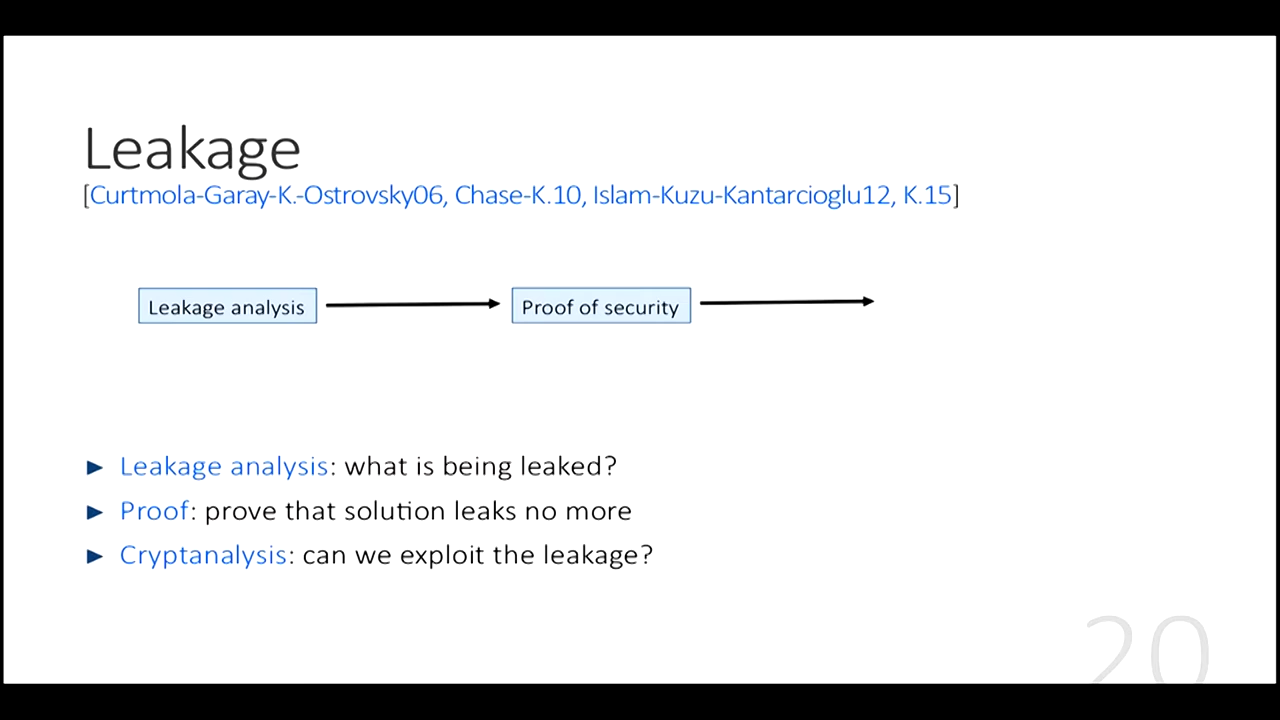 Leakage
[Curtmola-Garay-K.-Ostrovsky06, Chase-K.10, Islam-Kuzu-Kantarcioglu12, K.15]
Leakage analysis
Proof of security
► Leakage analysis: what is being leaked?
► Proof: prove that solution leaks no more
► Cryptanalysis: can we exploit the leakage?
20